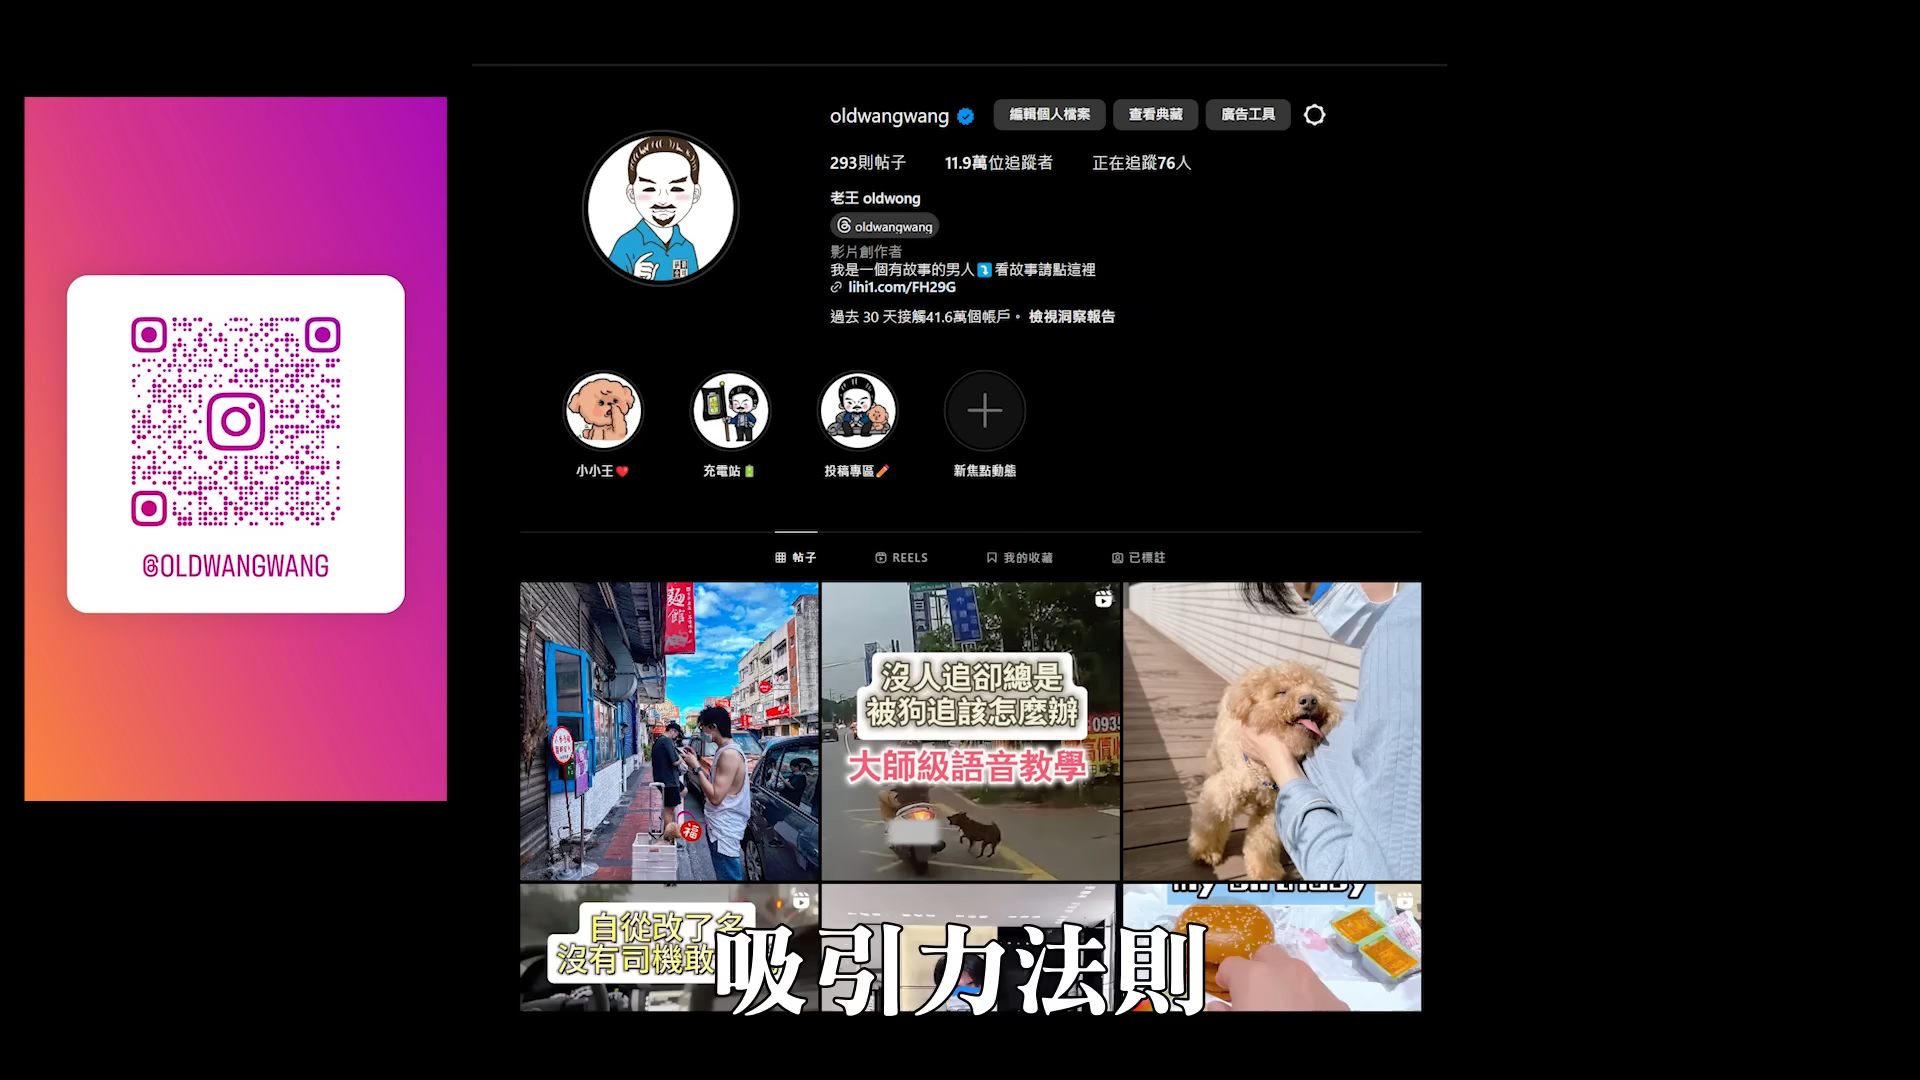 @OLDWANGWANG
oldwangwang
編輯個人檔案
查看典藏
廣告工具
293則帖子
11.9萬位追蹤者
正在追蹤76人
老王 oldwong
oldwangwang
影片創作者
我是一個有故事的男人⤵️看故事請點這裡
lihi1.com/FH29G
過去 30 天接觸41.6萬個帳戶。 檢視洞察報告
小小王❤️
充電站🔋
投稿專區✏️
新焦點動態
帖子
REELS
我的收藏
已標註
麵館
福
沒人追卻總是
被狗追該怎麼辦
大師級語音教學
093
自從改了名
沒有司機敢
my birthday
吸引力法則